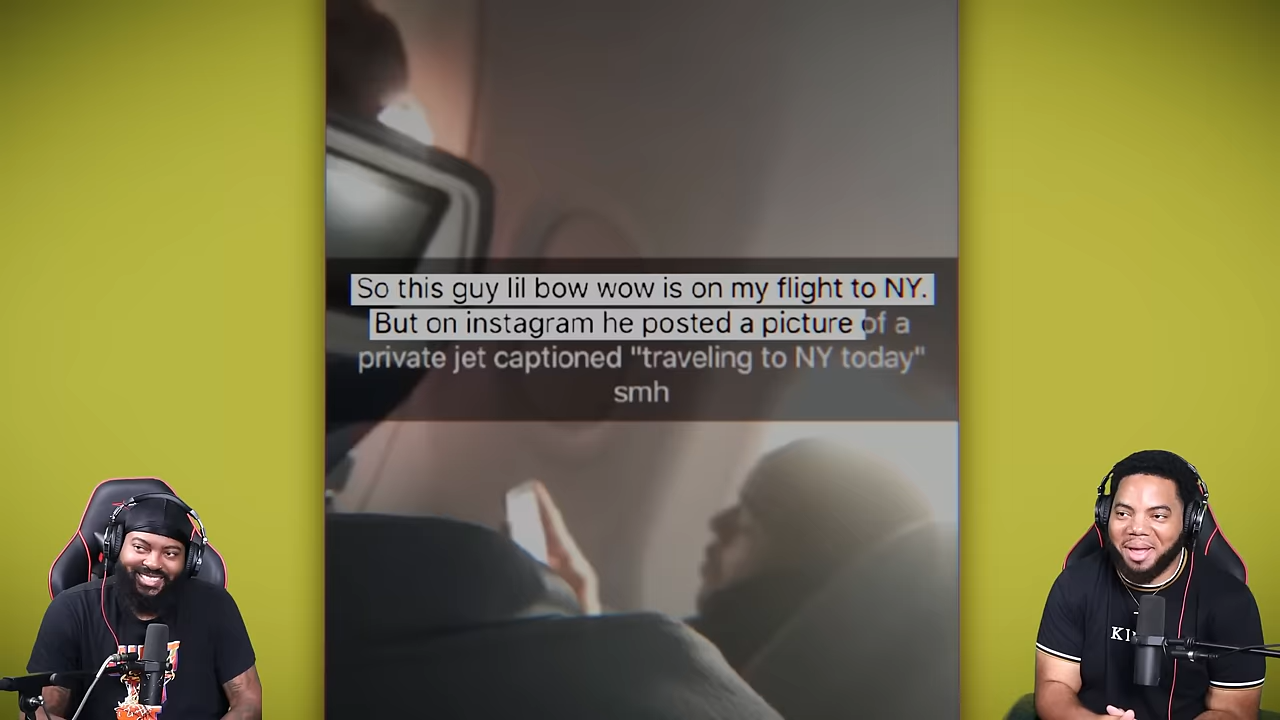 So this guy lil bow wow is on my flight to NY.
But on instagram he posted a picture of a
private jet captioned "traveling to NY today"
smh